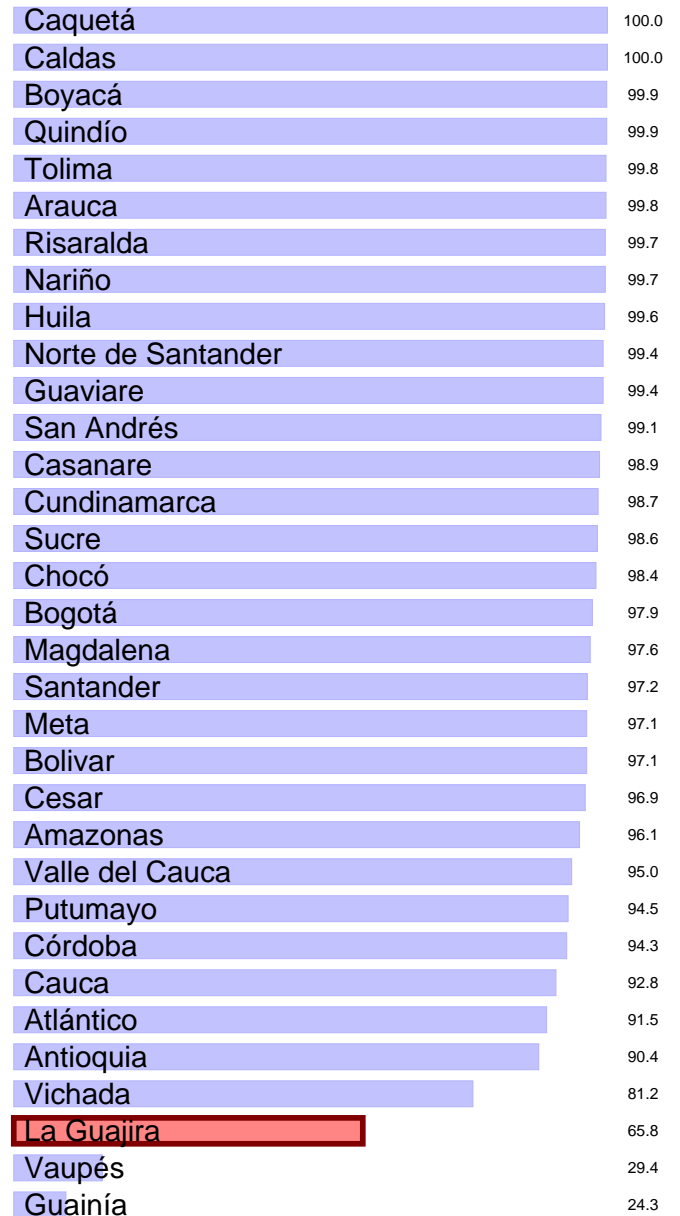 Caquetá 100.0
Caldas 100.0
Boyacá 99.9
Quindío 99.9
Tolima 99.8
Arauca 99.8
Risaralda 99.7
Nariño 99.7
Huila 99.6
Norte de Santander 99.4
Guaviare 99.4
San Andrés 99.1
Casanare 98.9
Cundinamarca 98.7
Sucre 98.6
Chocó 98.4
Bogotá 97.9
Magdalena 97.6
Santander 97.2
Meta 97.1
Bolivar 97.1
Cesar 96.9
Amazonas 96.1
Valle del Cauca 95.0
Putumayo 94.5
Córdoba 94.3
Cauca 92.8
Atlántico 91.5
Antioquia 90.4
Vichada 81.2
La Guajira 65.8
Vaupés 29.4
Guainía 24.3